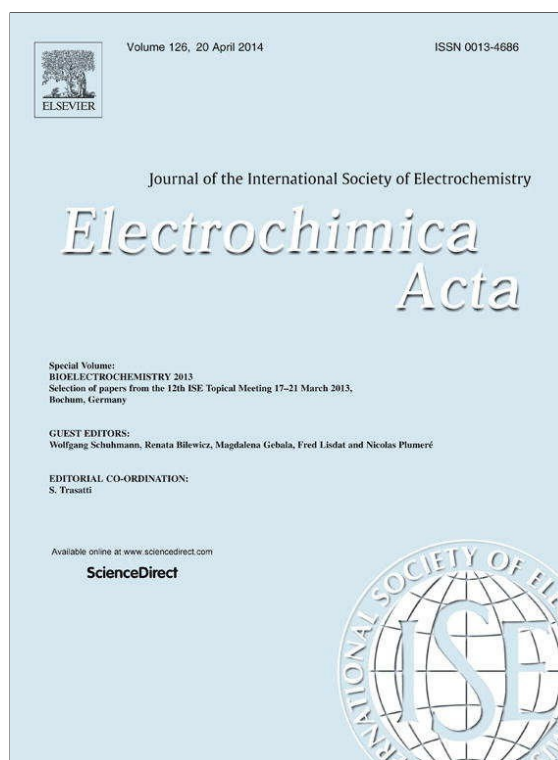 Volume 126, 20 April 2014
ISSN 0013-4686
ELSEVIER
Journal of the International Society of Electrochemistry
Electrochimica
Acta
Special Volume:
BIOELECTROCHEMISTRY 2013
Selection of papers from the 12th ISE Topical Meeting 17–21 March 2013,
Bochum, Germany
GUEST EDITORS:
Wolfgang Schuhmann, Renata Bilewicz, Magdalena Gebala, Fred Lisdat and Nicolas Plumeré
EDITORIAL CO-ORDINATION:
S. Trasatti
Available online at www.sciencedirect.com
ScienceDirect
SOCIETY OF ELE
ISE